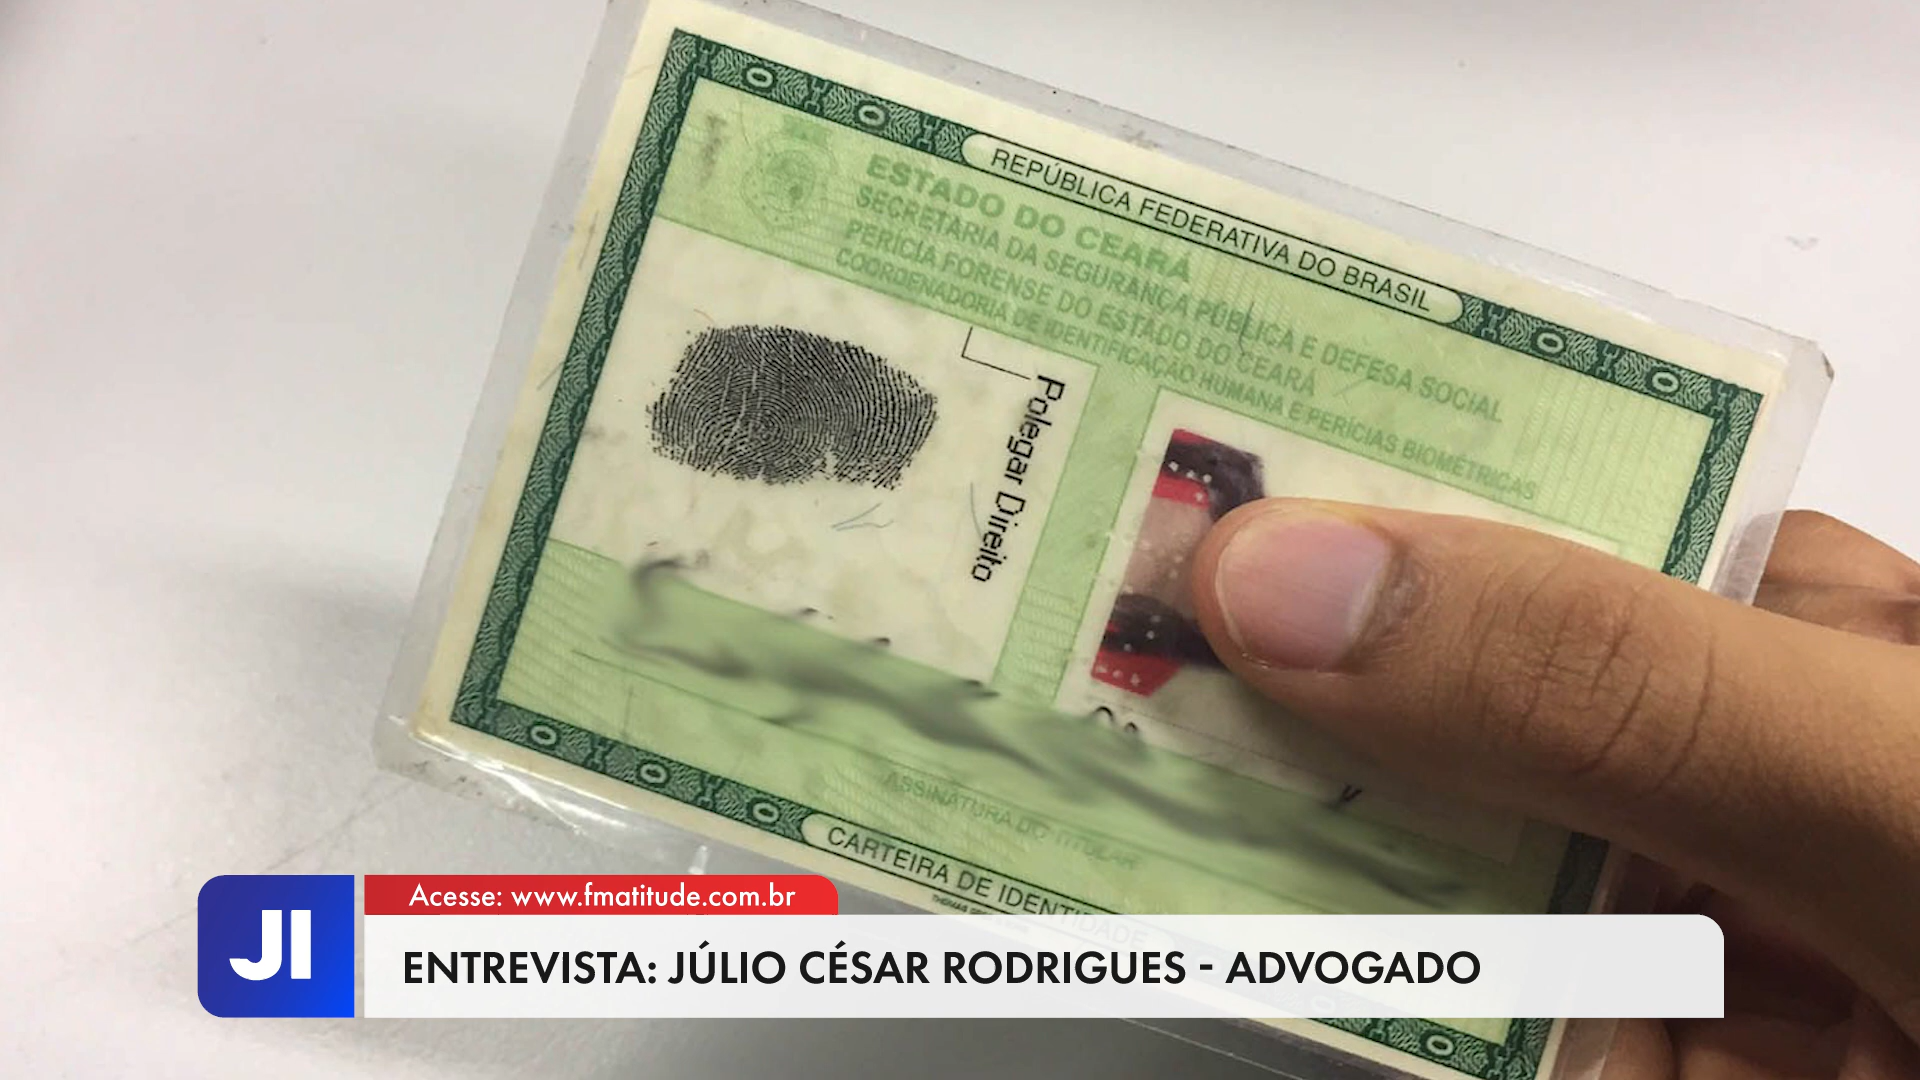 REPÚBLICA FEDERATIVA DO BRASIL
ESTADO DO CEARÁ
SECRETARIA DA SEGURANÇA PÚBLICA E DEFESA SOCIAL
PERÍCIA FORENSE DO ESTADO DO CEARÁ
COORDENADORIA DE IDENTIFICAÇÃO HUMANA E PERÍCIAS BIOMÉTRICAS
Polegar Direito
ASSINATURA DO TITULAR
CARTEIRA DE IDENTIDADE
Acesse: www.fmatitude.com.br
JI
ENTREVISTA: JÚLIO CÉSAR RODRIGUES - ADVOGADO